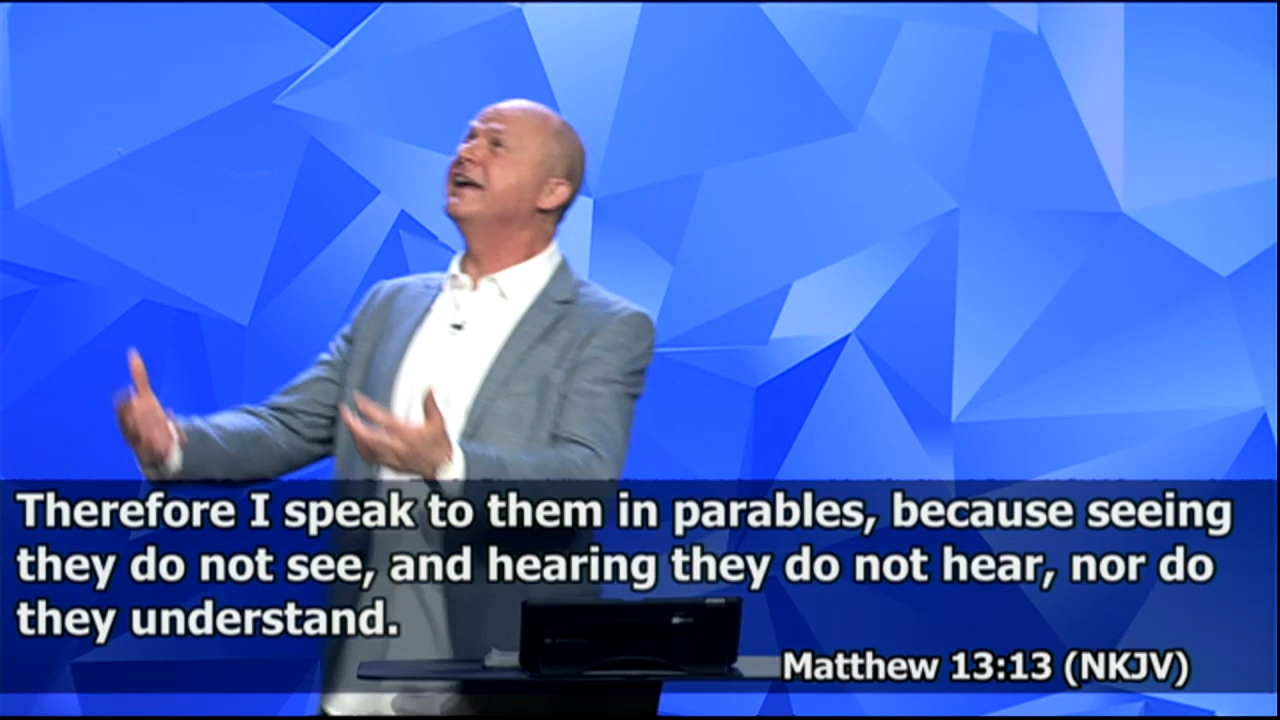 Therefore I speak to them in parables, because seeing
they do not see, and hearing they do not hear, nor do
they understand.
Matthew 13:13 (NKJV)